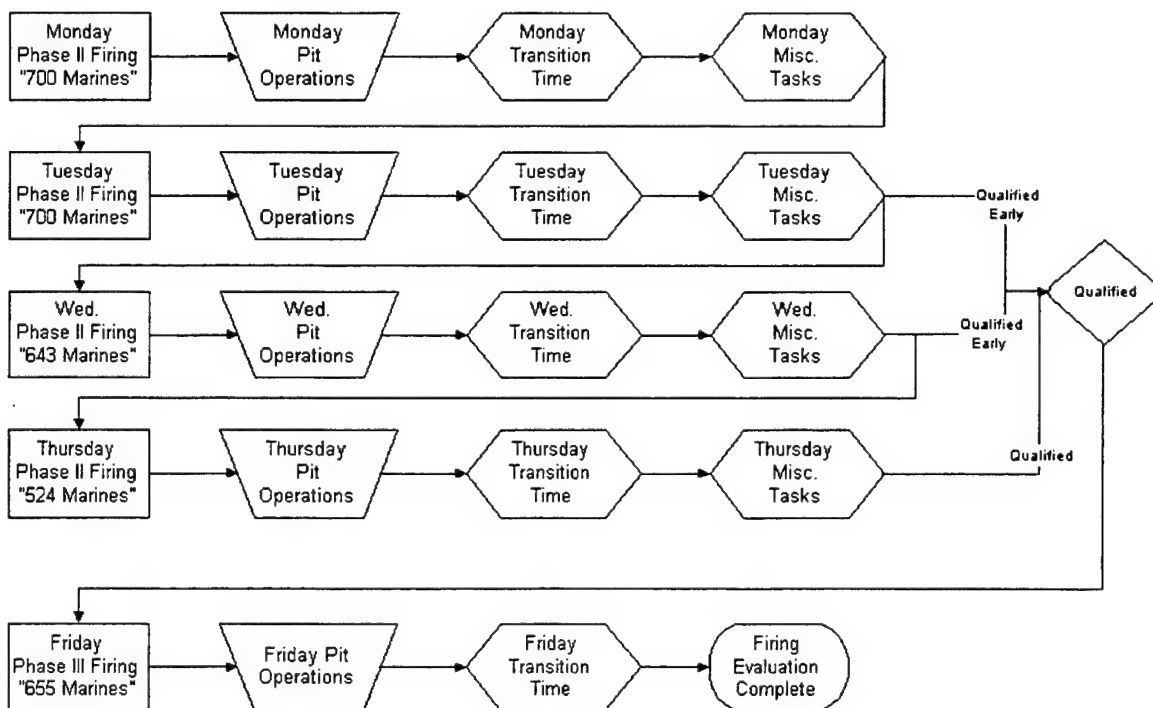 Monday
Phase II Firing
"700 Marines"
Monday
Pit
Operations
Monday
Transition
Time
Monday
Misc.
Tasks
Tuesday
Phase II Firing
"700 Marines"
Tuesday
Pit
Operations
Tuesday
Transition
Time
Tuesday
Misc.
Tasks
Qualified
Early
Wed.
Phase II Firing
"643 Marines"
Wed.
Pit
Operations
Wed.
Transition
Time
Wed.
Misc.
Tasks
Qualified
Early
Qualified
Thursday
Phase II Firing
"524 Marines"
Thursday
Pit
Operations
Thursday
Transition
Time
Thursday
Misc.
Tasks
Qualified
Friday
Phase III Firing
"655 Marines"
Friday Pit
Operations
Friday
Transition
Time
Firing
Evaluation
Complete